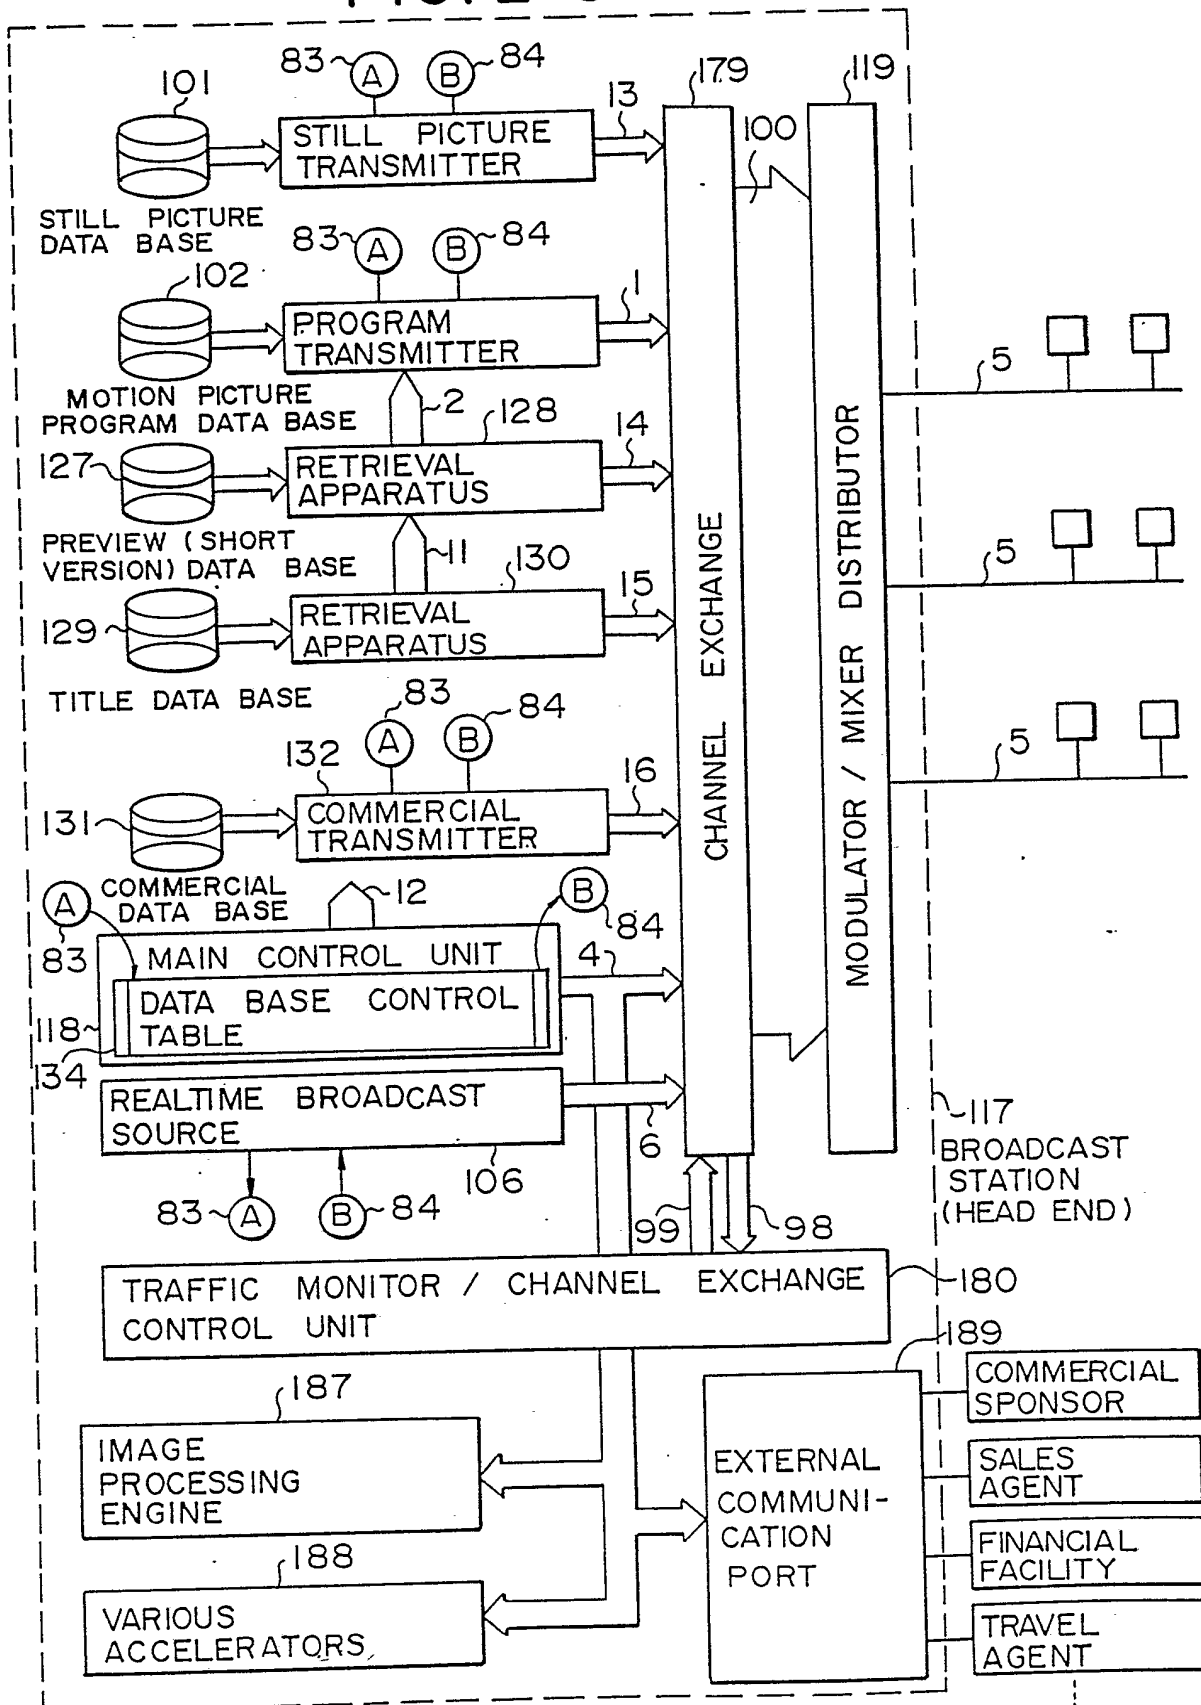 83
A
B
84
101
STILL PICTURE
TRANSMITTER
13
179
119
100
STILL PICTURE
DATA BASE
83
A
B
84
102
PROGRAM
TRANSMITTER
1
MOTION PICTURE
PROGRAM DATA BASE
2
128
14
5
127
RETRIEVAL
APPARATUS
PREVIEW (SHORT
VERSION) DATA BASE
11
130
15
5
129
RETRIEVAL
APPARATUS
TITLE DATA BASE
83
A
B
84
132
16
5
131
COMMERCIAL
TRANSMITTER
CHANNEL EXCHANGE
MODULATOR / MIXER DISTRIBUTOR
COMMERCIAL
DATA BASE
12
A
83
B
84
MAIN CONTROL UNIT
4
DATA BASE CONTROL
TABLE
118
134
REALTIME BROADCAST
SOURCE
6
106
117
BROADCAST
STATION
(HEAD END)
83
A
B
84
99
98
TRAFFIC MONITOR / CHANNEL EXCHANGE
CONTROL UNIT
180
189
187
IMAGE
PROCESSING
ENGINE
188
VARIOUS
ACCELERATORS
EXTERNAL
COMMUNI-
CATION
PORT
COMMERCIAL
SPONSOR
SALES
AGENT
FINANCIAL
FACILITY
TRAVEL
AGENT